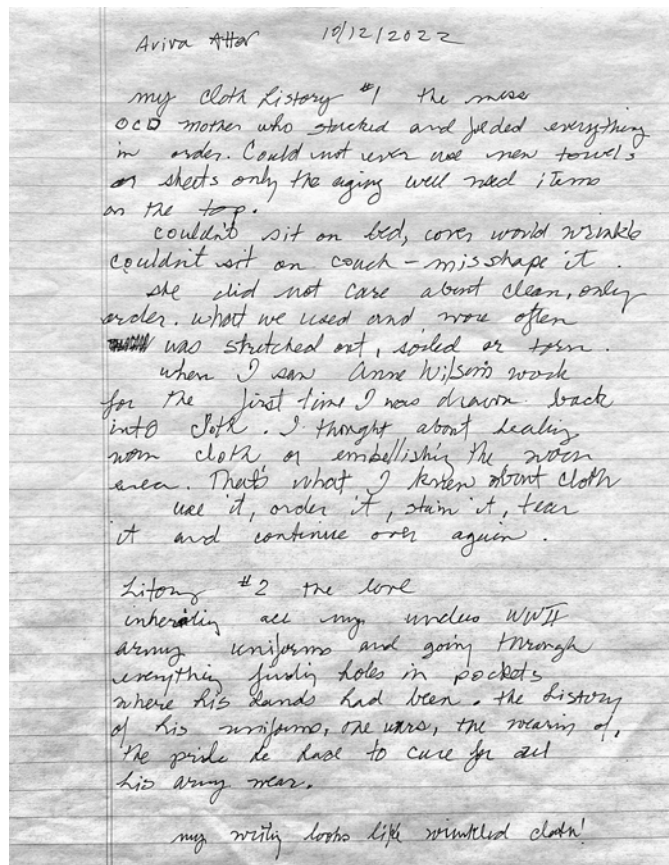 Aviva Alter 10/12/2022
my cloth history #1 the mess
OCD mother who stacked and folded everything
in order. Could not ever use new towels
or sheets only the aging well used items
on the top.
couldn't sit on bed, cover would wrinkle
couldn't sit on couch - misshape it.
she did not care about clean, only
order. what we used and wore often
was stretched out, soiled or torn.
when I saw Anne Wilson's work
for the first time I was drawn back
into cloth. I thought about healing
worn cloth or embellishing the worn
area. That's what I knew about cloth
use it, order it, stain it, tear
it and continue over again.
history #2 the love
inheriting all my uncles WWII
army uniforms and going through
everything finding holes in pockets
where his hands had been. the history
of his uniforms, the wearing of,
the pride he had to care for all
his army wear.
my writing looks like wrinkled cloth!